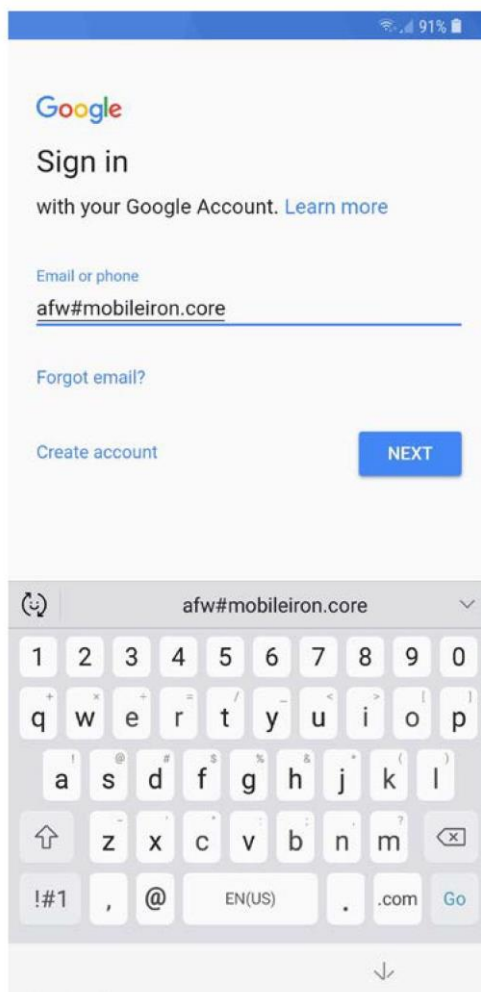 91%
Google
Sign in
with your Google Account. Learn more
Email or phone
afw#mobileiron.core
Forgot email?
Create account NEXT
afw#mobileiron.core
1 2 3 4 5 6 7 8 9 0
+ × ÷ = / _ < > [ ]
q w e r t y u i o p
! @ # $ % & * ( )
a s d f g h j k l
- ' " : ; , ?
z x c v b n m
!#1 , @ EN(US) . .com Go